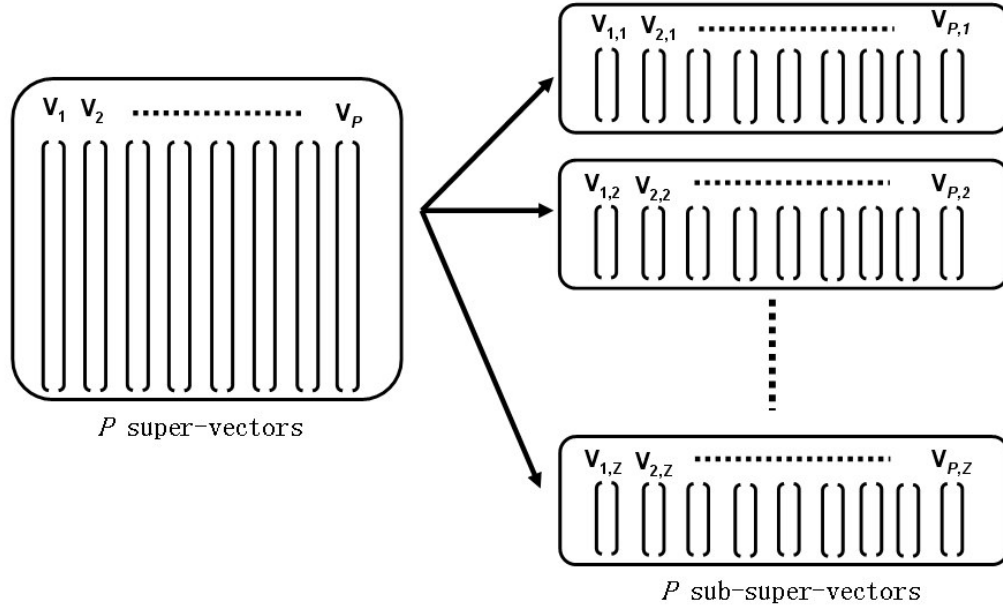 V1 V2 VP
P super-vectors
V1,1 V2,1 VP,1
V1,2 V2,2 VP,2
V1,Z V2,Z VP,Z
P sub-super-vectors